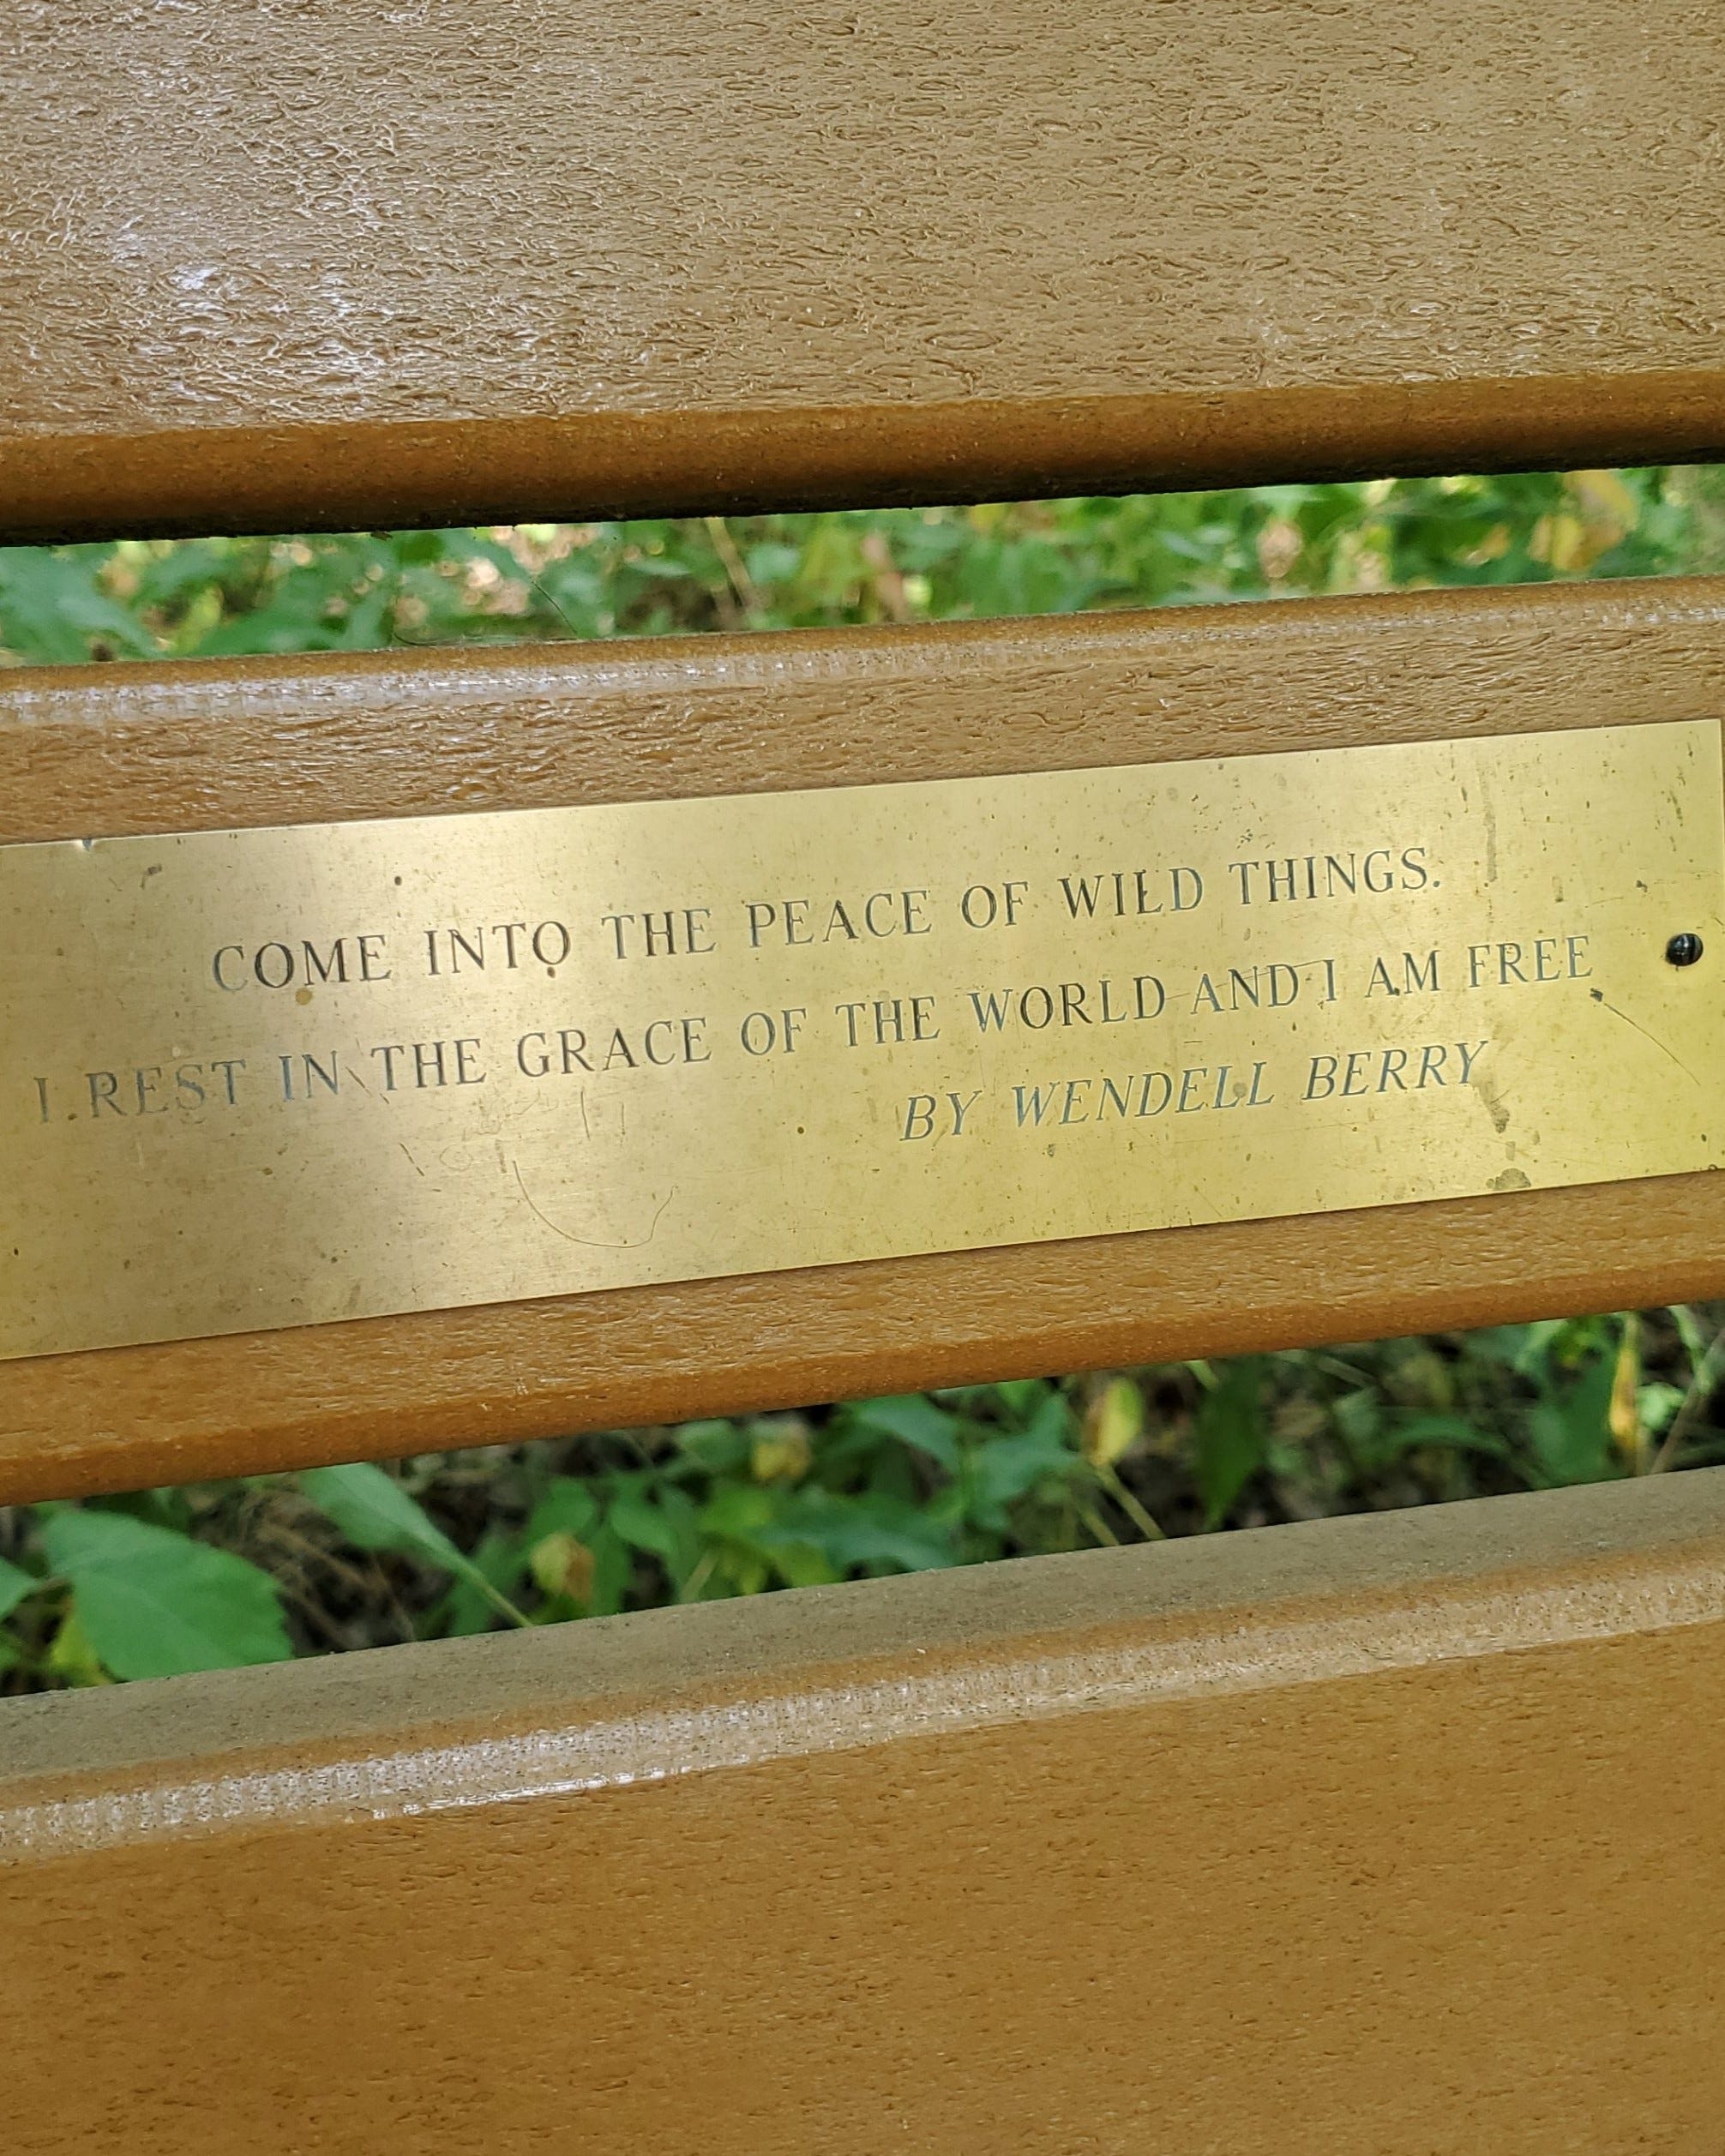 COME INTO THE PEACE OF WILD THINGS.
I REST IN THE GRACE OF THE WORLD AND I AM FREE
BY WENDELL BERRY